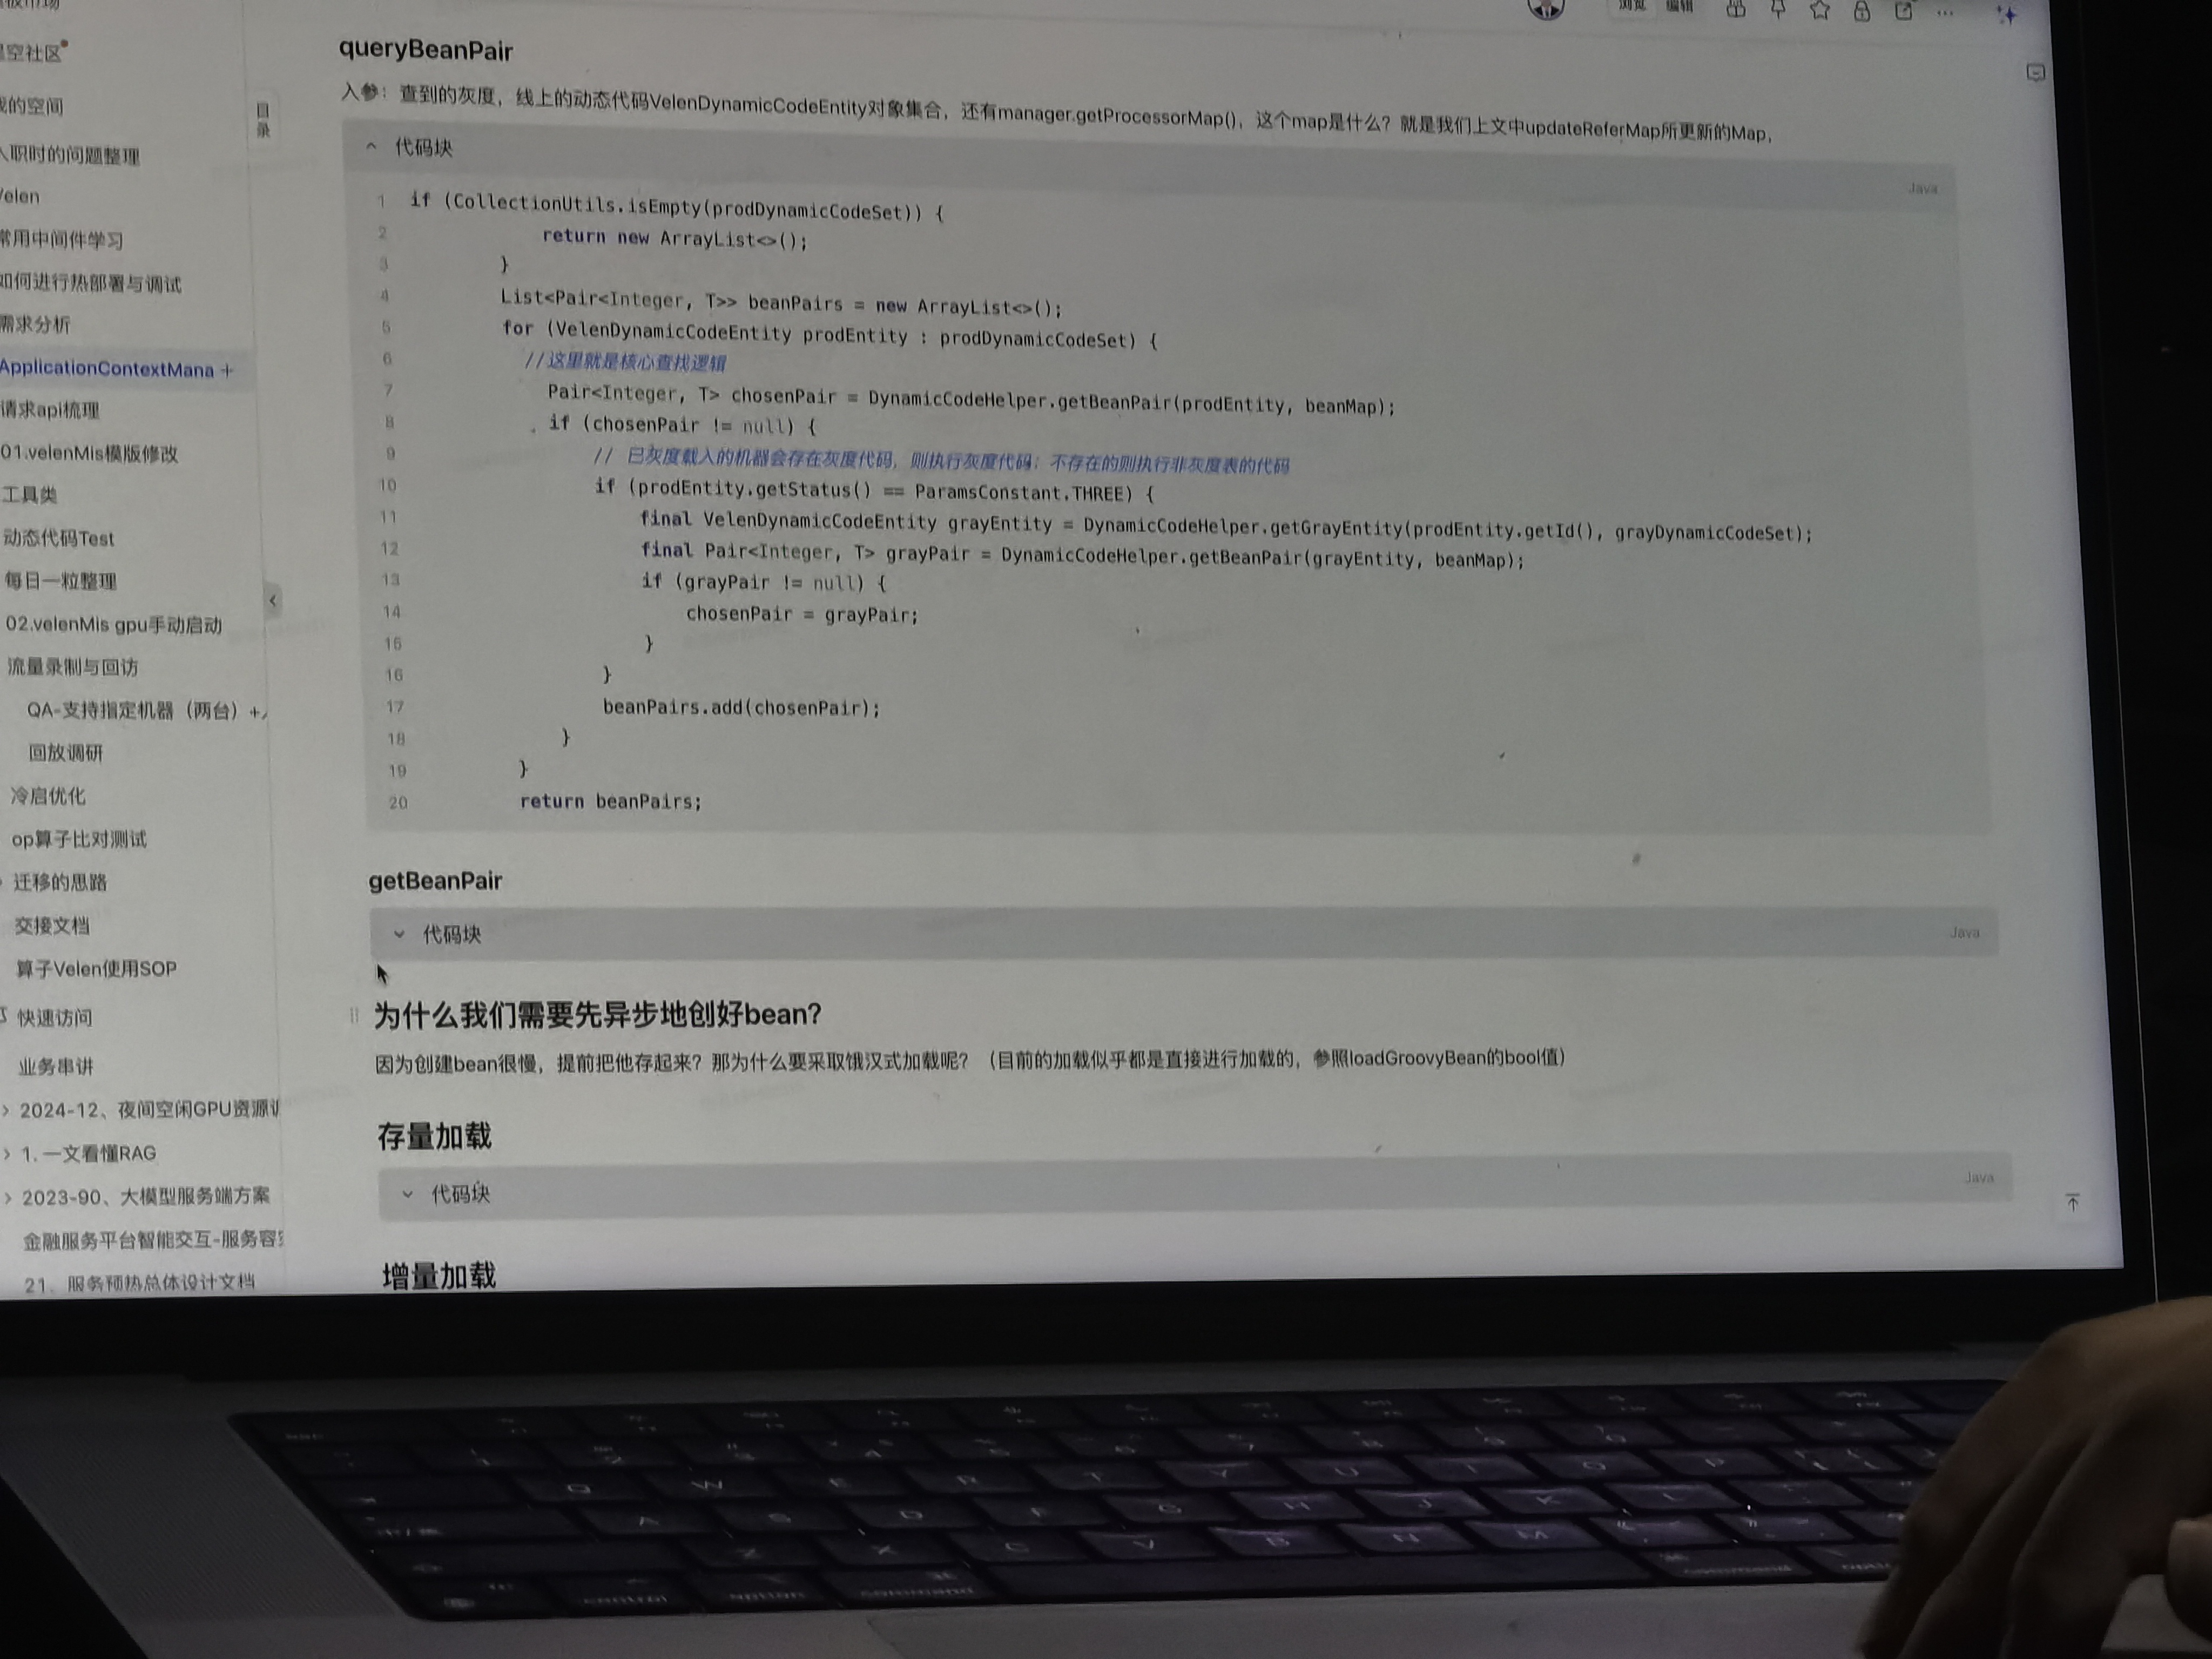 浏览 编辑
空社区
的空间
入职时的问题整理
Velen
常用中间件学习
如何进行热部署与调试
需求分析
ApplicationContextMana +
请求api梳理
01.velenMis模版修改
工具类
动态代码Test
每日一粒整理
02.velenMis gpu手动启动
流量录制与回访
QA-支持指定机器（两台）+
回放调研
冷启优化
op算子比对测试
迁移的思路
交接文档
算子Velen使用SOP
快速访问
业务串讲
2024-12、夜间空闲GPU资源
1. 一文看懂RAG
2023-90、大模型服务端方案
金融服务平台智能交互-服务容
21、服务预热总体设计文档
目录
queryBeanPair
入参：查到的灰度，线上的动态代码VelenDynamicCodeEntity对象集合，还有manager.getProcessorMap()，这个map是什么？就是我们上文中updateReferMap所更新的Map,
代码块
Java
1 if (CollectionUtils.isEmpty(prodDynamicCodeSet)) {
2 return new ArrayList<>();
3 }
4 List<Pair<Integer, T>> beanPairs = new ArrayList<>();
5 for (VelenDynamicCodeEntity prodEntity : prodDynamicCodeSet) {
6 //这里就是核心查找逻辑
7 Pair<Integer, T> chosenPair = DynamicCodeHelper.getBeanPair(prodEntity, beanMap);
8 if (chosenPair != null) {
9 // 已灰度载入的机器会存在灰度代码，则执行灰度代码；不存在的则执行非灰度表的代码
10 if (prodEntity.getStatus() == ParamsConstant.THREE) {
11 final VelenDynamicCodeEntity grayEntity = DynamicCodeHelper.getGrayEntity(prodEntity.getId(), grayDynamicCodeSet);
12 final Pair<Integer, T> grayPair = DynamicCodeHelper.getBeanPair(grayEntity, beanMap);
13 if (grayPair != null) {
14 chosenPair = grayPair;
15 }
16 }
17 beanPairs.add(chosenPair);
18 }
19 }
20 return beanPairs;
getBeanPair
代码块
Java
为什么我们需要先异步地创好bean?
因为创建bean很慢，提前把他存起来？那为什么要采取饿汉式加载呢？（目前的加载似乎都是直接进行加载的，参照loadGroovyBean的bool值）
存量加载
代码块
Java
增量加载
Q W E R T Y U I O P
A S D F G H J K L
Z X C V B N M
control option command
command